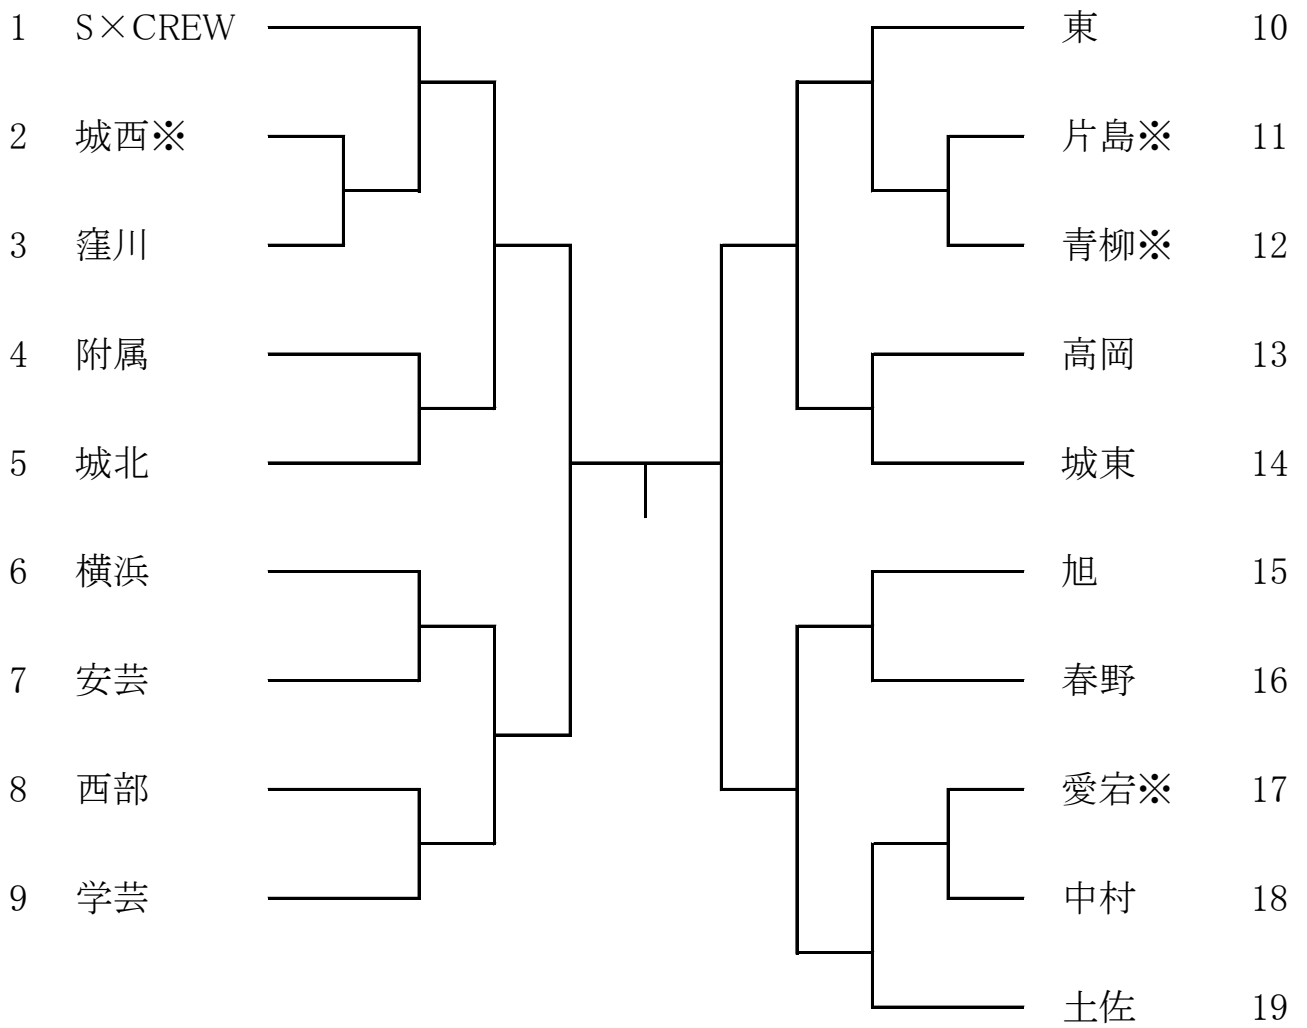 1 S×CREW 東 10
2 城西※ 片島※ 11
3 窪川 青柳※ 12
4 附属 高岡 13
5 城北 城東 14
6 横浜 旭 15
7 安芸 春野 16
8 西部 愛宕※ 17
9 学芸 中村 18
土佐 19